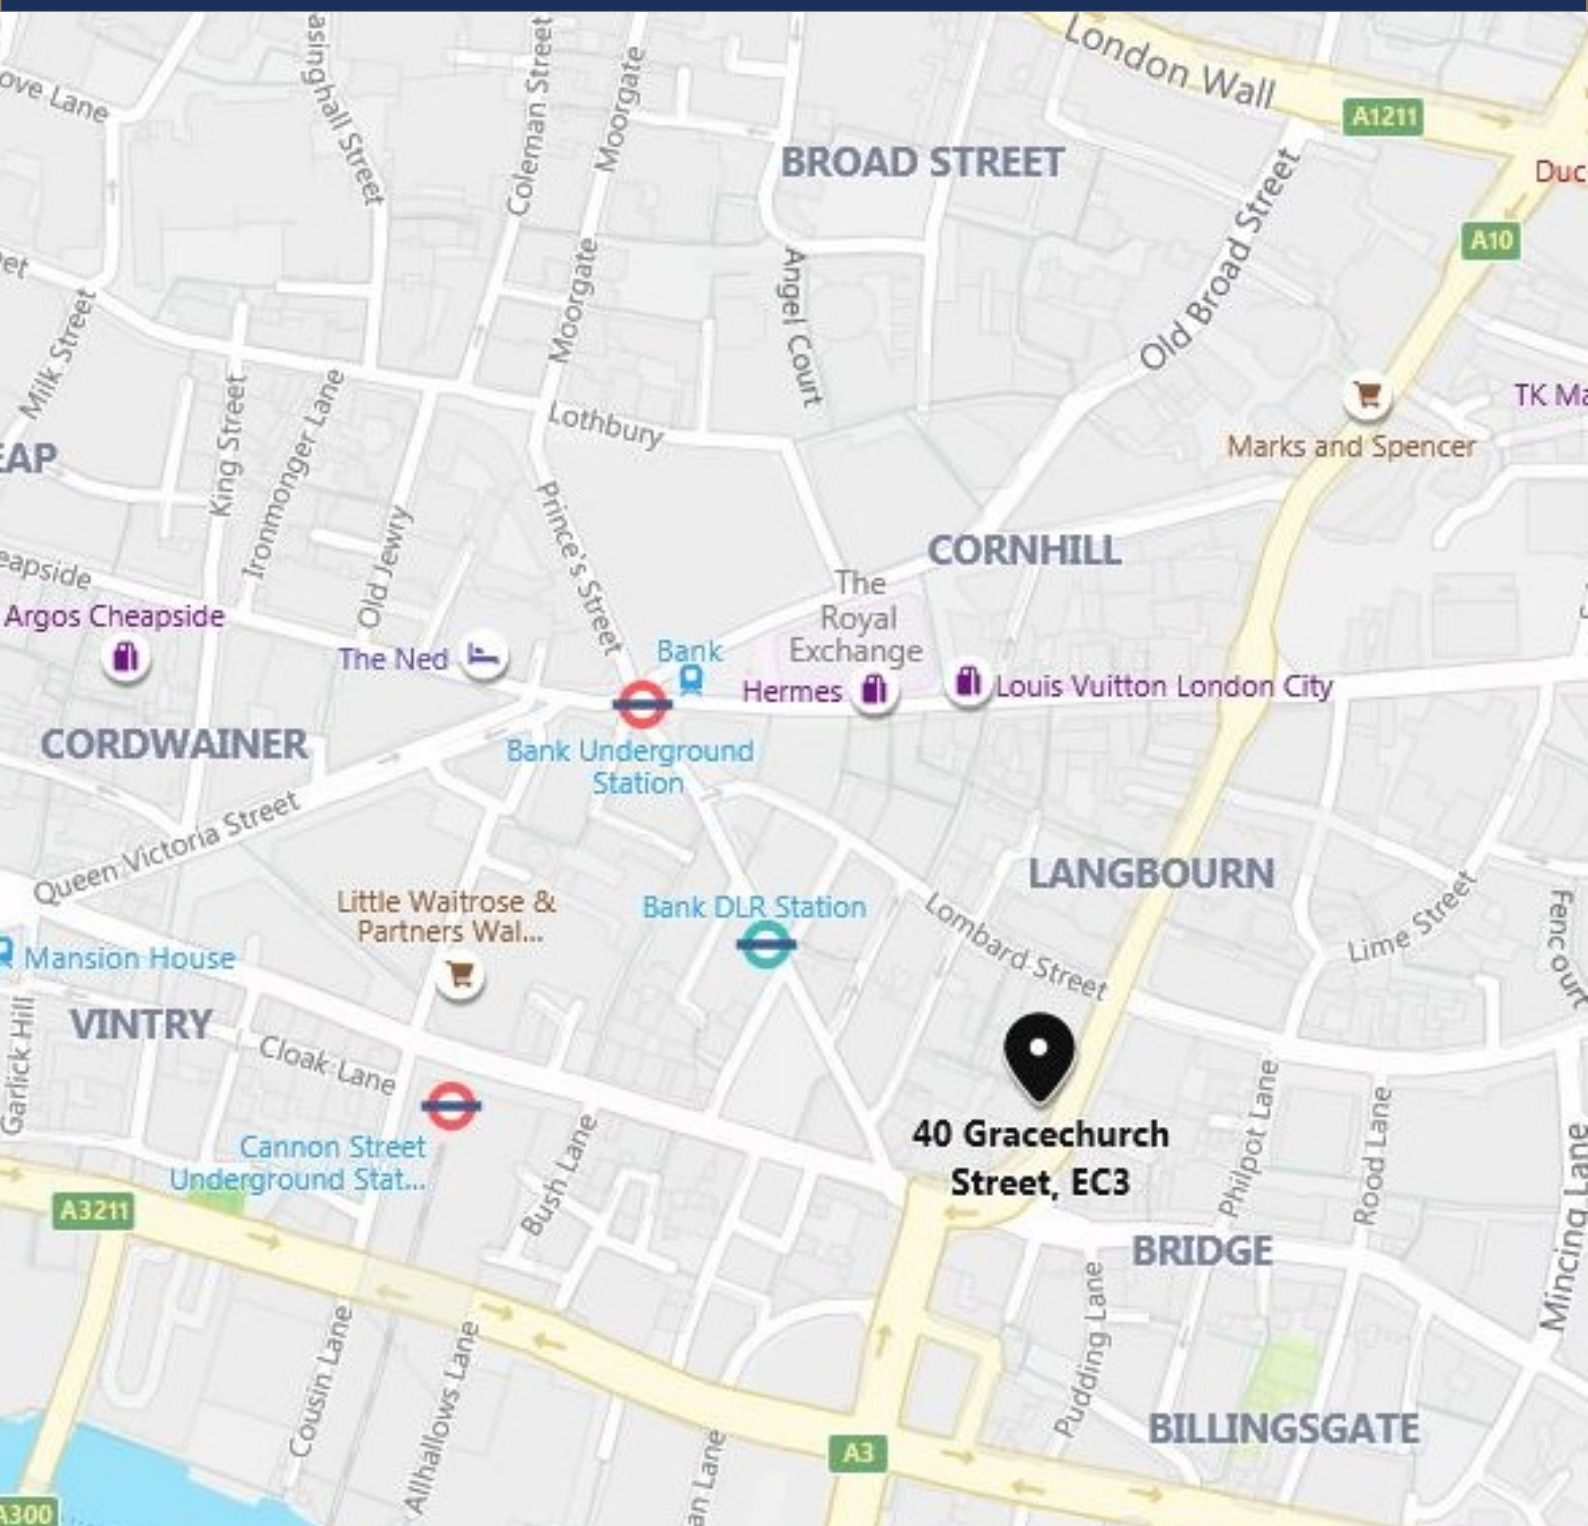 London Wall
A1211
ove Lane
Coleman Street
Moorgate
BROAD STREET
Duc
A10
Milk Street
Moorgate
Angel Court
Old Broad Street
King Street
Ironmonger Lane
Lothbury
TK Ma
Marks and Spencer
EAP
Prince's Street
CORNHILL
eapside
Old Jewry
The
Royal
Exchange
Argos Cheapside
The Ned
Bank
Hermes
Louis Vuitton London City
CORDWAINER
Bank Underground
Station
Queen Victoria Street
LANGBOURN
Little Waitrose &
Partners Wal...
Bank DLR Station
Lombard Street
Lime Street
Fenc
ourt
Mansion House
VINTRY
Garlick Hill
Cloak Lane
40 Gracechurch
Street, EC3
Cannon Street
Underground Stat...
Bush Lane
Philpot Lane
Rood Lane
Mincing Lane
A3211
BRIDGE
Cousin Lane
Allhallows Lane
Pudding Lane
BILLINGSGATE
A3
an Lane
A300